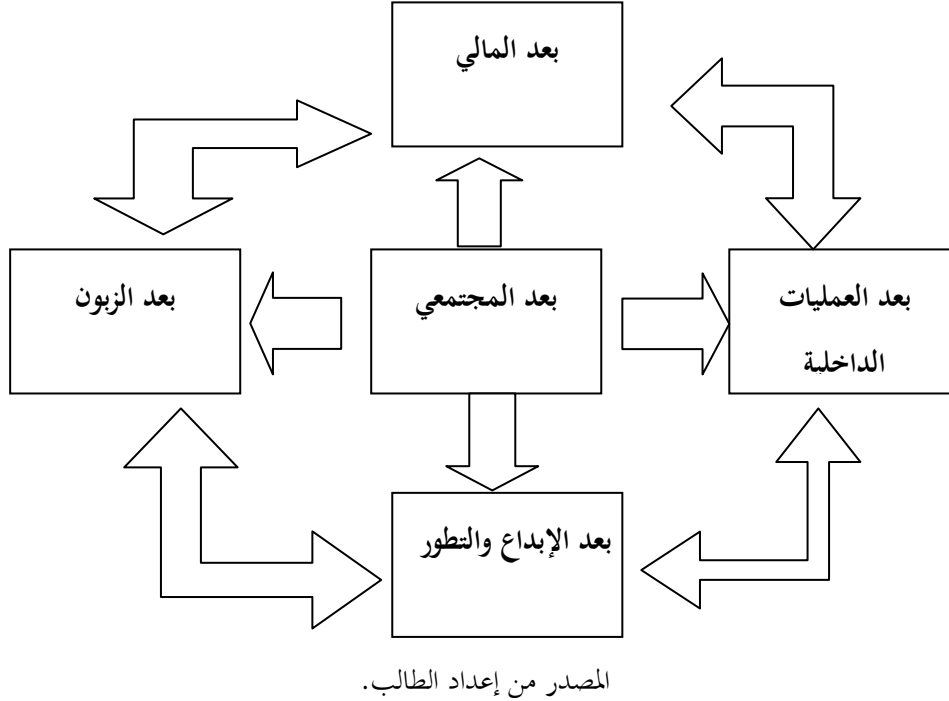 بعد المالي
بعد العمليات
الداخلية
بعد المجتمعي
بعد الزبون
بعد الإبداع والتطور
المصدر من إعداد الطالب.